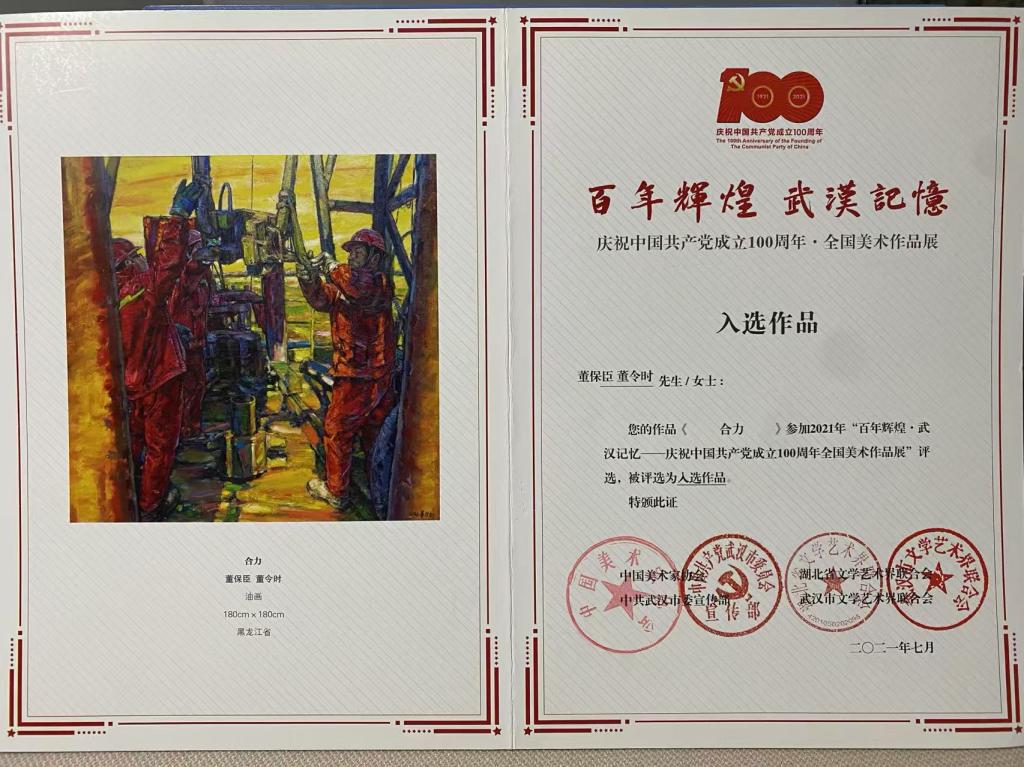 合力
董保臣 董令时
油画
180cm×180cm
黑龙江省
100
1921 2021
庆祝中国共产党成立100周年
The 100th Anniversary of the Founding of
The Communist Party of China
百年輝煌 武漢記憶
庆祝中国共产党成立100周年·全国美术作品展
入选作品
董保臣 董令时 先生/女士：
您的作品《 合力 》参加2021年“百年辉煌·武
汉记忆——庆祝中国共产党成立100周年全国美术作品展”评
选，被评选为入选作品。
特颁此证
中国美术家协会 湖北省文学艺术界联合会
中共武汉市委宣传部 武汉市文学艺术界联合会
二〇二一年七月